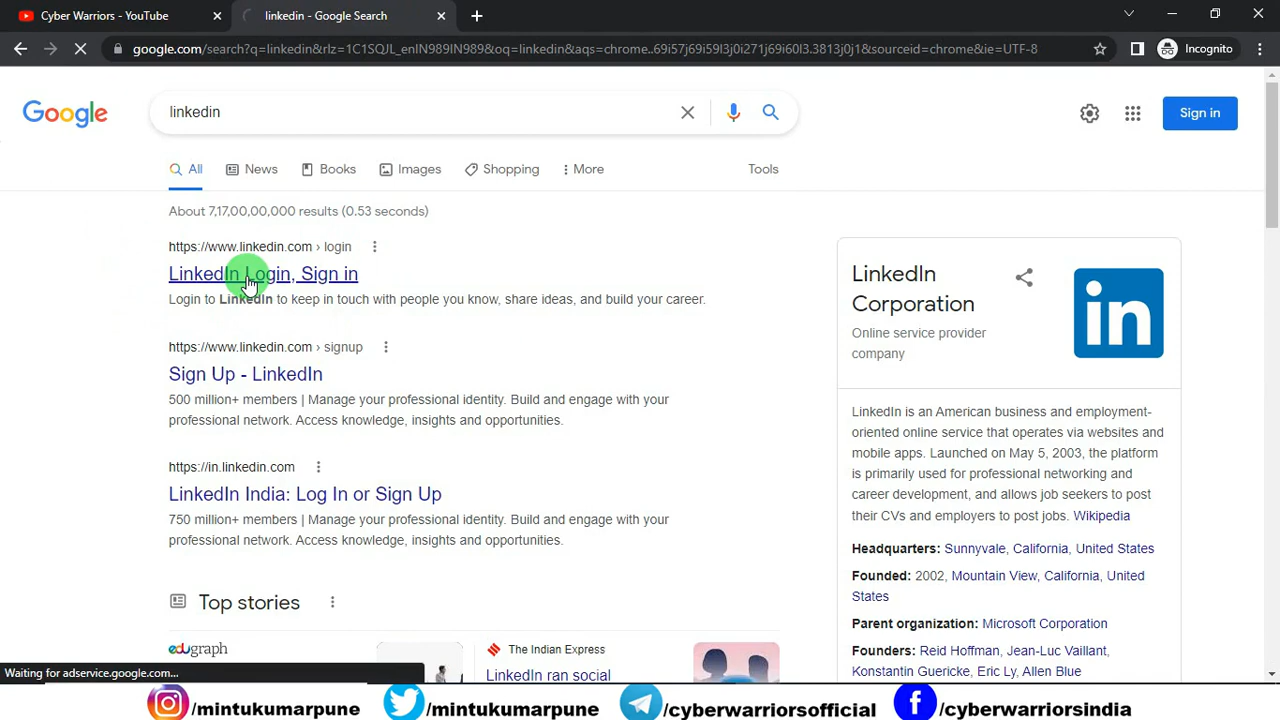 Cyber Warriors - YouTube
linkedin - Google Search
google.com/search?q=linkedin&rlz=1C1SQJL_enIN989IN989&oq=linkedin&aqs=chrome..69i57j69i59l3j0i271j69i60l3.3813j0j1&sourceid=chrome&ie=UTF-8
Incognito
Google
linkedin
Sign in
All
News
Books
Images
Shopping
More
Tools
About 7,17,00,00,000 results (0.53 seconds)
https://www.linkedin.com › login
LinkedIn Login, Sign in
Login to LinkedIn to keep in touch with people you know, share ideas, and build your career.
https://www.linkedin.com › signup
Sign Up - LinkedIn
500 million+ members | Manage your professional identity. Build and engage with your
professional network. Access knowledge, insights and opportunities.
https://in.linkedin.com
LinkedIn India: Log In or Sign Up
750 million+ members | Manage your professional identity. Build and engage with your
professional network. Access knowledge, insights and opportunities.
Top stories
edugraph
The Indian Express
LinkedIn ran social
LinkedIn
Corporation
Online service provider
company
in
LinkedIn is an American business and employment-
oriented online service that operates via websites and
mobile apps. Launched on May 5, 2003, the platform
is primarily used for professional networking and
career development, and allows job seekers to post
their CVs and employers to post jobs. Wikipedia
Headquarters: Sunnyvale, California, United States
Founded: 2002, Mountain View, California, United
States
Parent organization: Microsoft Corporation
Founders: Reid Hoffman, Jean-Luc Vaillant,
Konstantin Guericke, Eric Ly, Allen Blue
Waiting for adservice.google.com...
/mintukumarpune
/mintukumarpune
/cyberwarriorsofficial
/cyberwarriorsindia